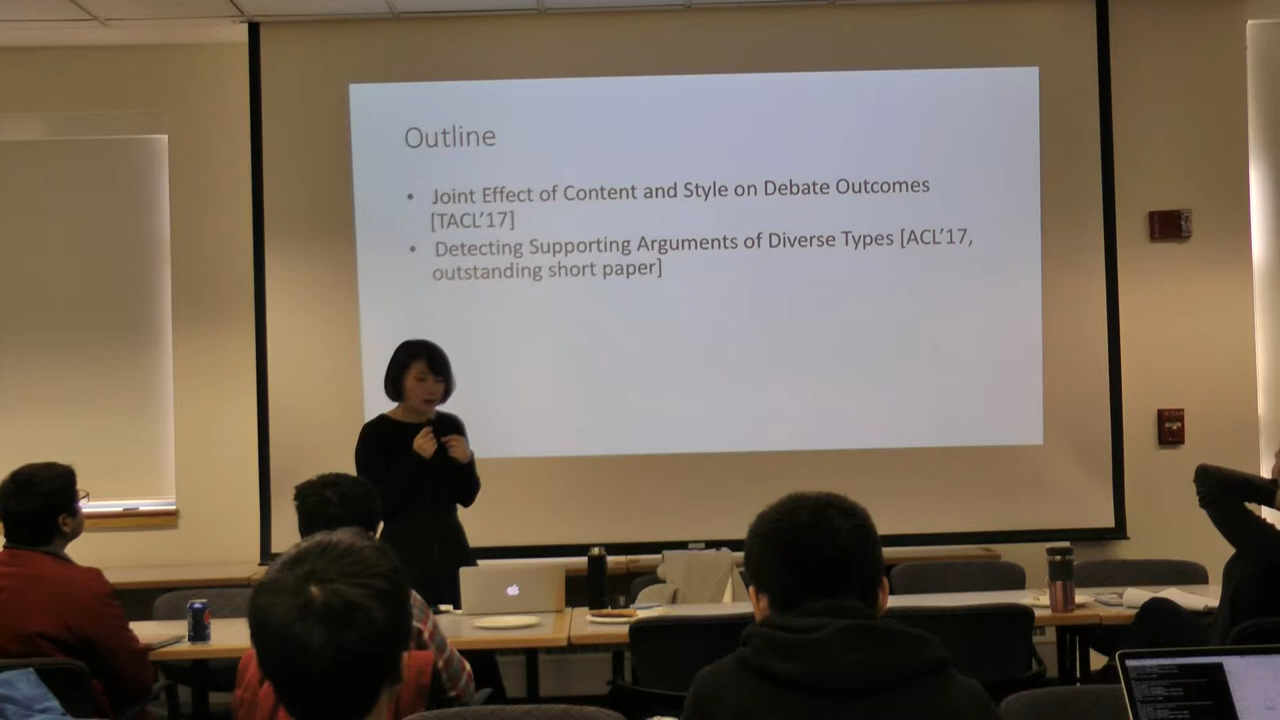 Outline
• Joint Effect of Content and Style on Debate Outcomes
[TACL'17]
• Detecting Supporting Arguments of Diverse Types [ACL'17,
outstanding short paper]